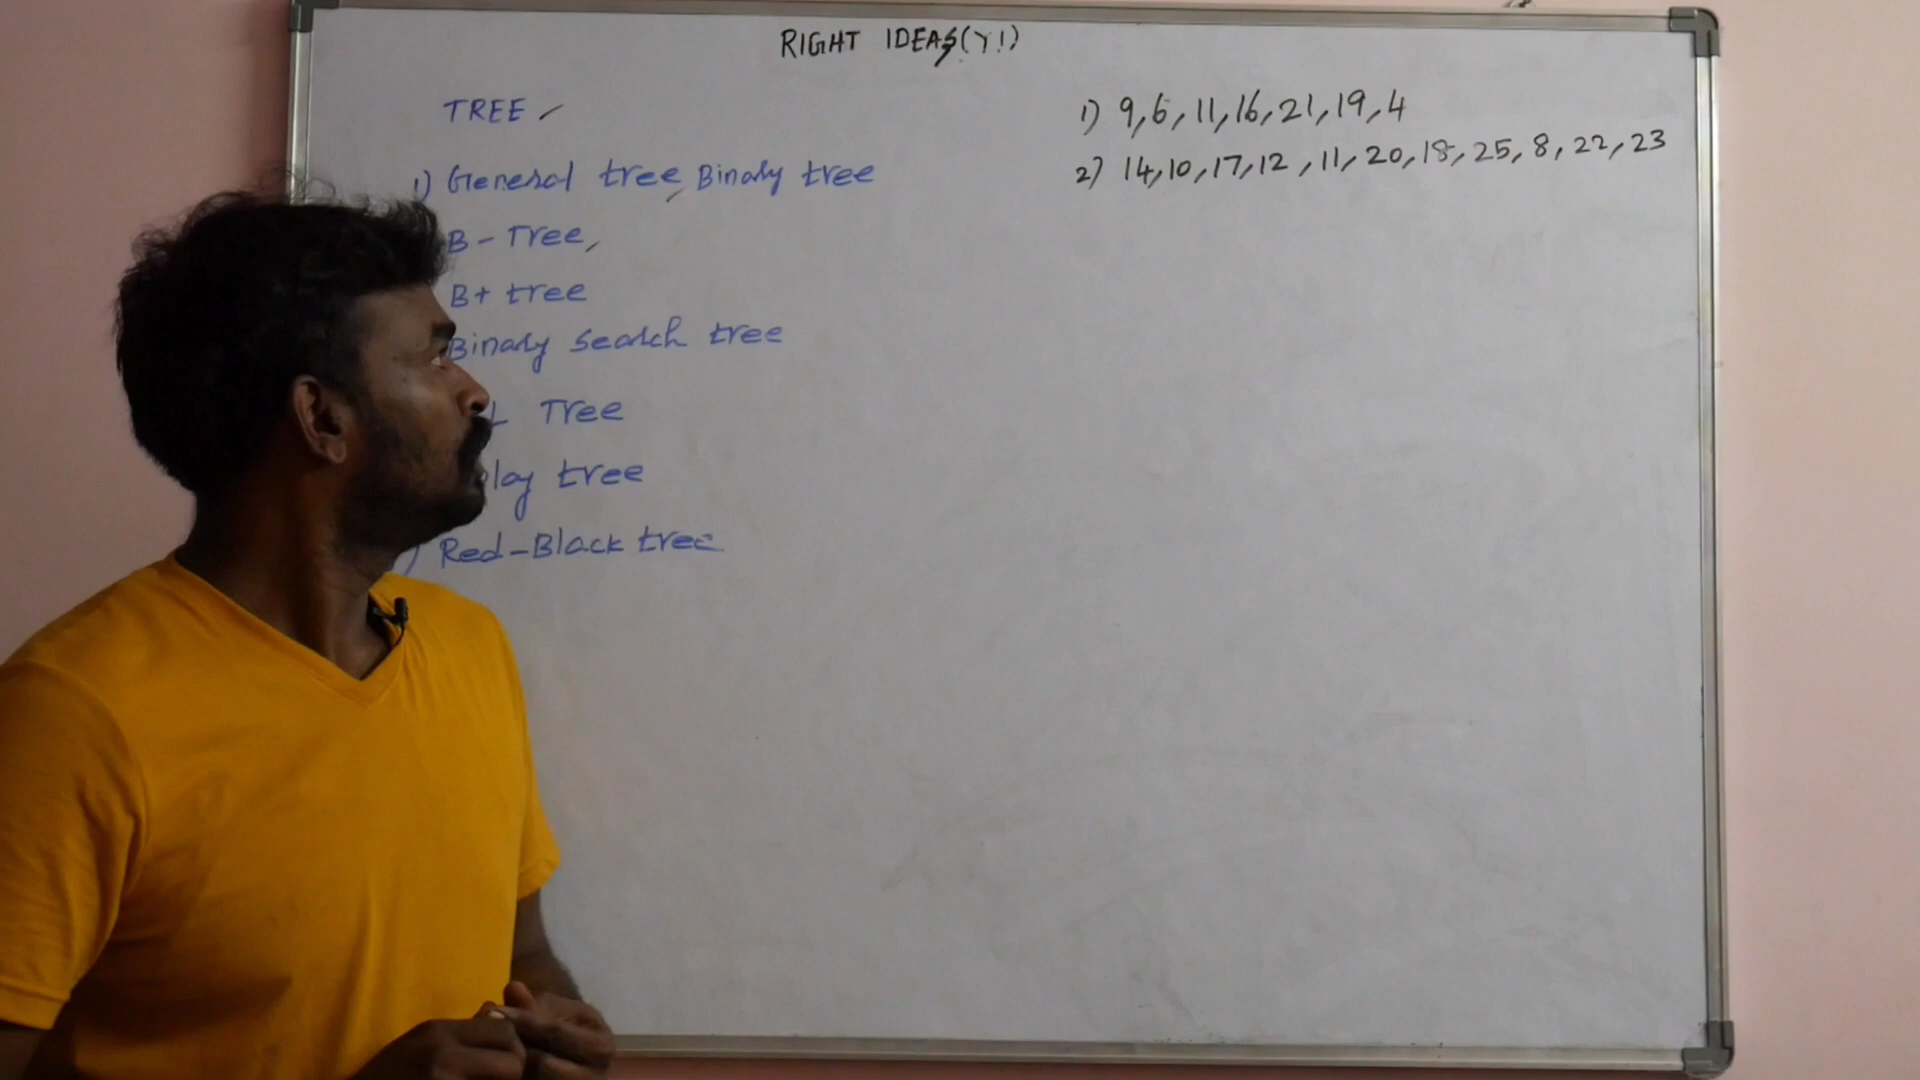 RIGHT IDEAS(Y!)
TREE
1) General tree, Binary tree
B - Tree,
B+ tree
Binary search tree
Tree
tree
) Red-Black tree
1) 9,6,11,16,21,19,4
2) 14,10,17,12,11,20,18,25,8,22,23